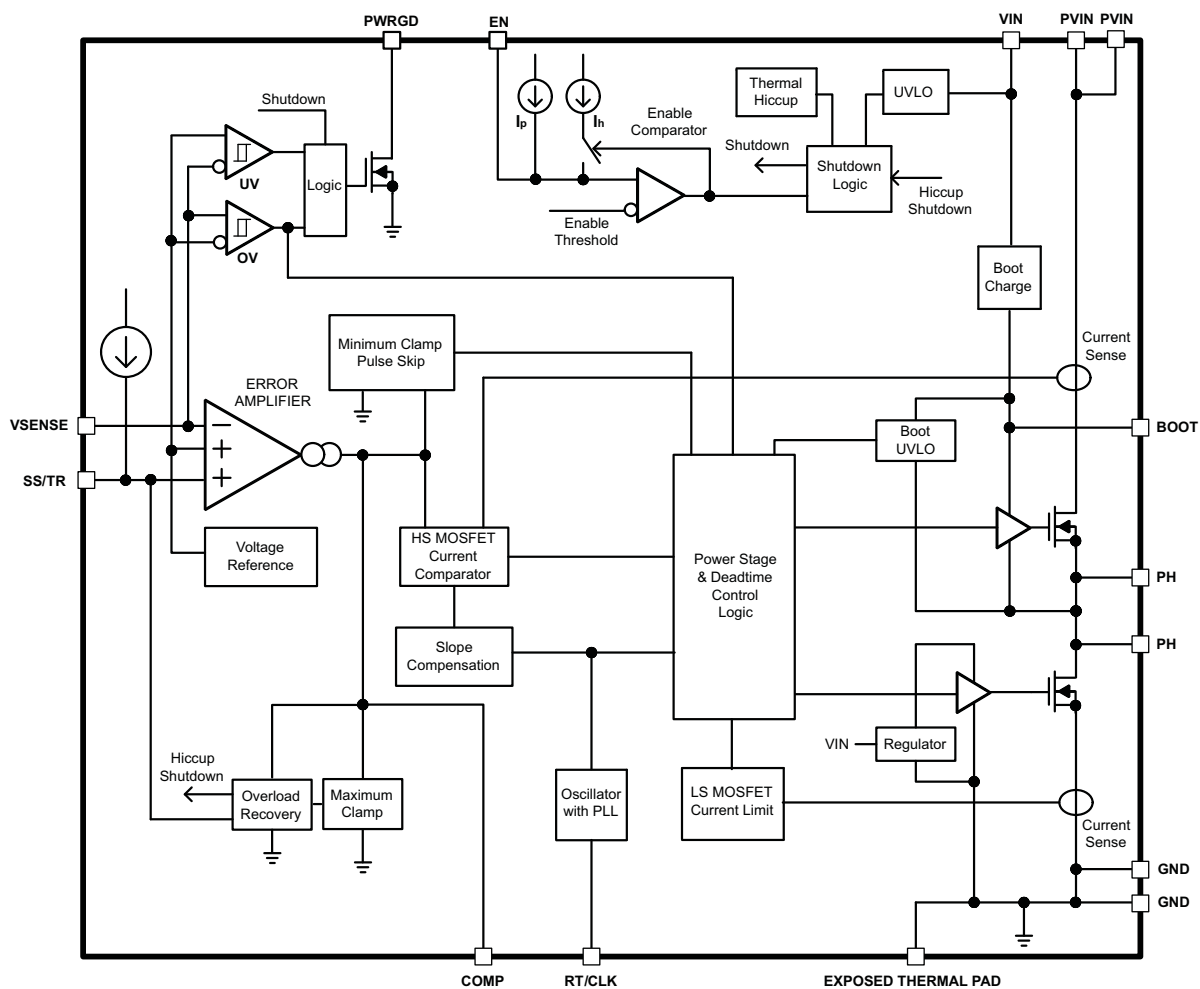 PWRGD
EN
VIN
PVIN
PVIN
Shutdown
UV
Logic
OV
Ip
Ih
Enable
Comparator
Enable
Threshold
Thermal
Hiccup
UVLO
Shutdown
Shutdown
Logic
Hiccup
Shutdown
Boot
Charge
Current
Sense
Minimum Clamp
Pulse Skip
ERROR
AMPLIFIER
VSENSE
−
+
+
SS/TR
BOOT
Boot
UVLO
Voltage
Reference
HS MOSFET
Current
Comparator
Power Stage
& Deadtime
Control
Logic
PH
PH
Slope
Compensation
VIN
Regulator
Hiccup
Shutdown
Overload
Recovery
Maximum
Clamp
Oscillator
with PLL
LS MOSFET
Current Limit
Current
Sense
GND
GND
COMP
RT/CLK
EXPOSED THERMAL PAD